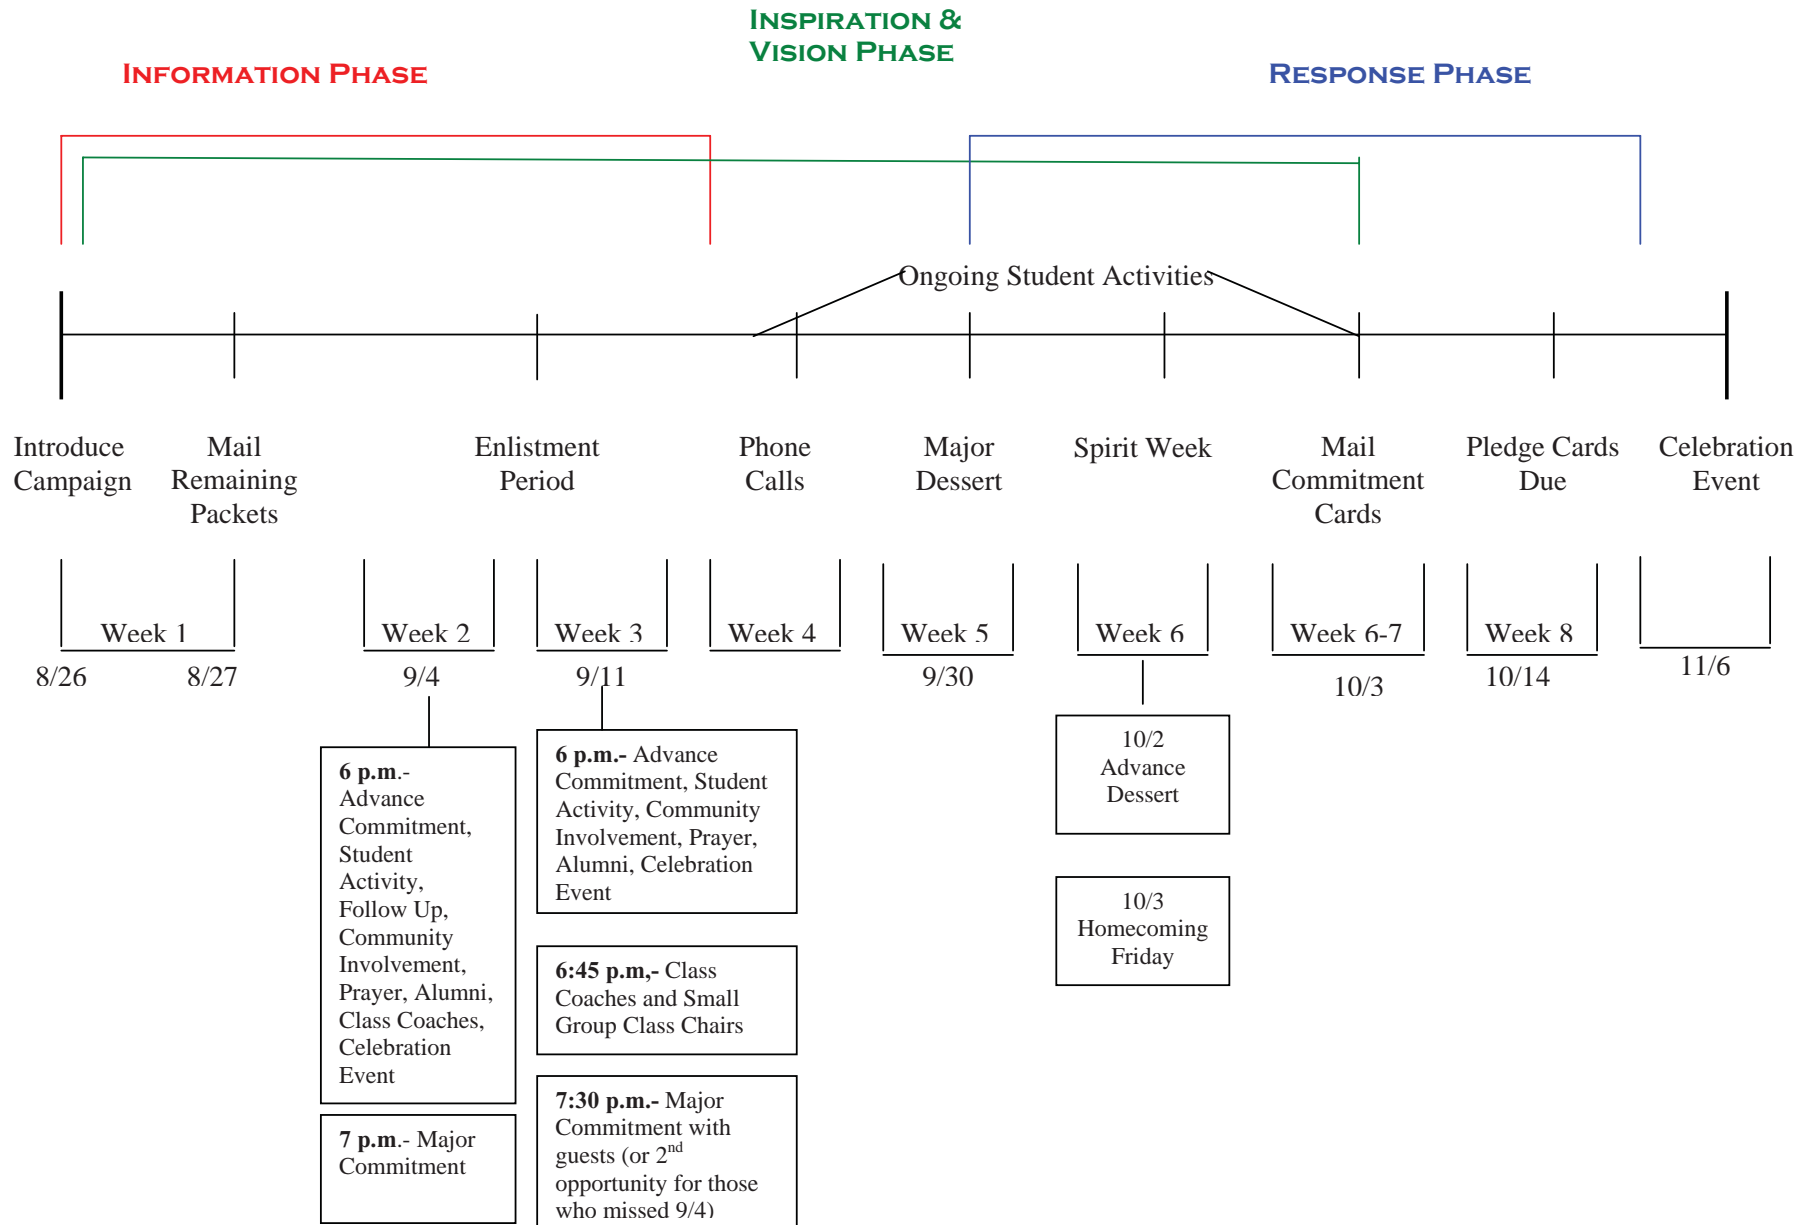 INSPIRATION &
VISION PHASE
INFORMATION PHASE
RESPONSE PHASE
Ongoing Student Activities
Introduce
Campaign
Mail
Remaining
Packets
Enlistment
Period
Phone
Calls
Major
Dessert
Spirit Week
Mail
Commitment
Cards
Pledge Cards
Due
Celebration
Event
Week 1
Week 2
Week 3
Week 4
Week 5
Week 6
Week 6-7
Week 8
8/26
8/27
9/4
9/11
9/30
10/3
10/14
11/6
6 p.m.-
Advance
Commitment,
Student
Activity,
Follow Up,
Community
Involvement,
Prayer, Alumni,
Class Coaches,
Celebration
Event
7 p.m.- Major
Commitment
6 p.m.- Advance
Commitment, Student
Activity, Community
Involvement, Prayer,
Alumni, Celebration
Event
6:45 p.m,- Class
Coaches and Small
Group Class Chairs
7:30 p.m.- Major
Commitment with
guests (or 2nd
opportunity for those
who missed 9/4)
10/2
Advance
Dessert
10/3
Homecoming
Friday